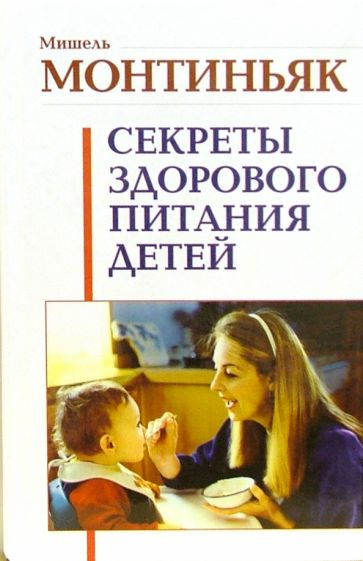 Мишель
МОНТИНЬЯК
СЕКРЕТЫ
ЗДОРОВОГО
ПИТАНИЯ
ДЕТЕЙ